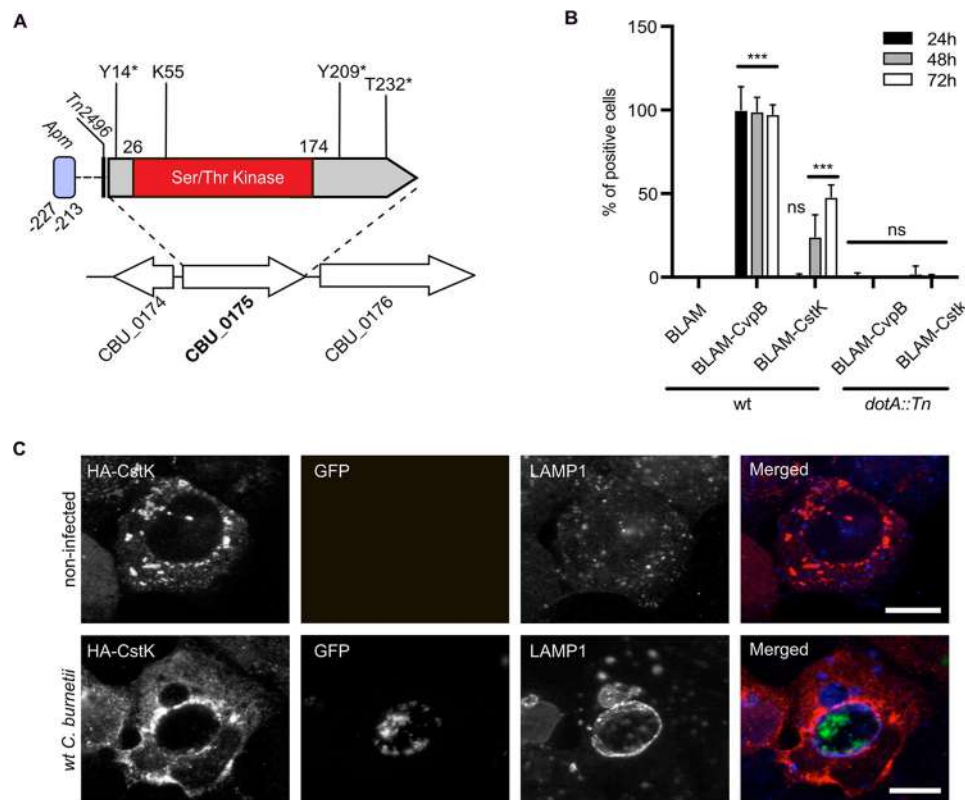 A
Y14*
K55
Y209*
T232*
Tn2496
Apm
26
174
Ser/Thr Kinase
-227
-213
CBU_0174
CBU_0175
CBU_0176
B
24h
48h
72h
% of positive cells
150
100
50
0
***
ns
***
ns
BLAM
BLAM-CvpB
BLAM-CstK
BLAM-CvpB
BLAM-Cstk
wt
dotA::Tn
C
non-infected
HA-CstK
GFP
LAMP1
Merged
wt C. burnetii
HA-CstK
GFP
LAMP1
Merged